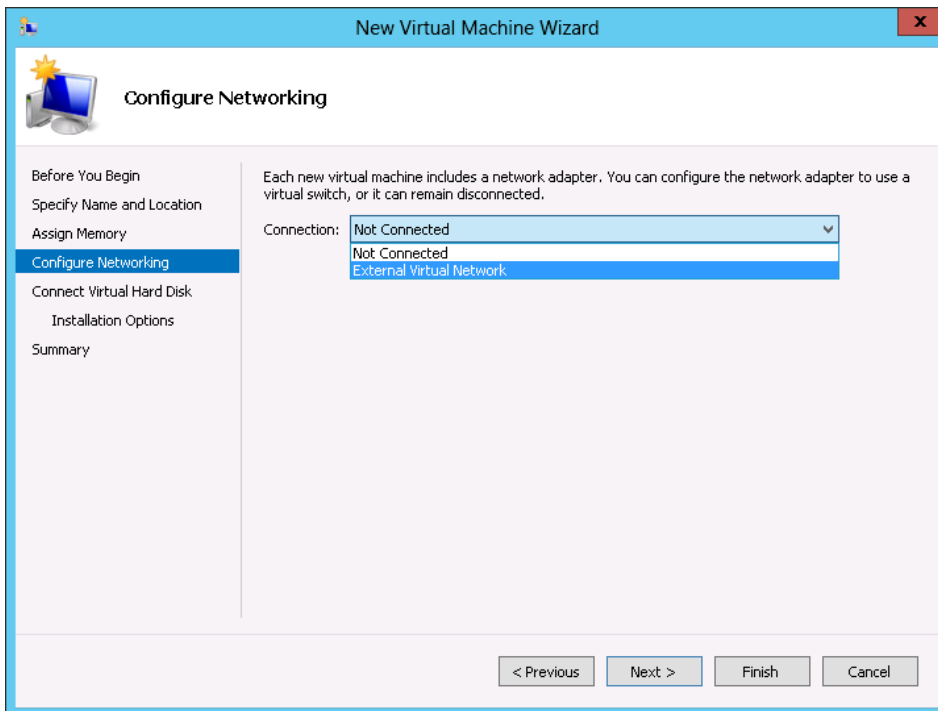 New Virtual Machine Wizard
x
Configure Networking
Before You Begin
Specify Name and Location
Assign Memory
Configure Networking
Connect Virtual Hard Disk
Installation Options
Summary
Each new virtual machine includes a network adapter. You can configure the network adapter to use a
virtual switch, or it can remain disconnected.
Connection: Not Connected
Not Connected
External Virtual Network
< Previous Next > Finish Cancel